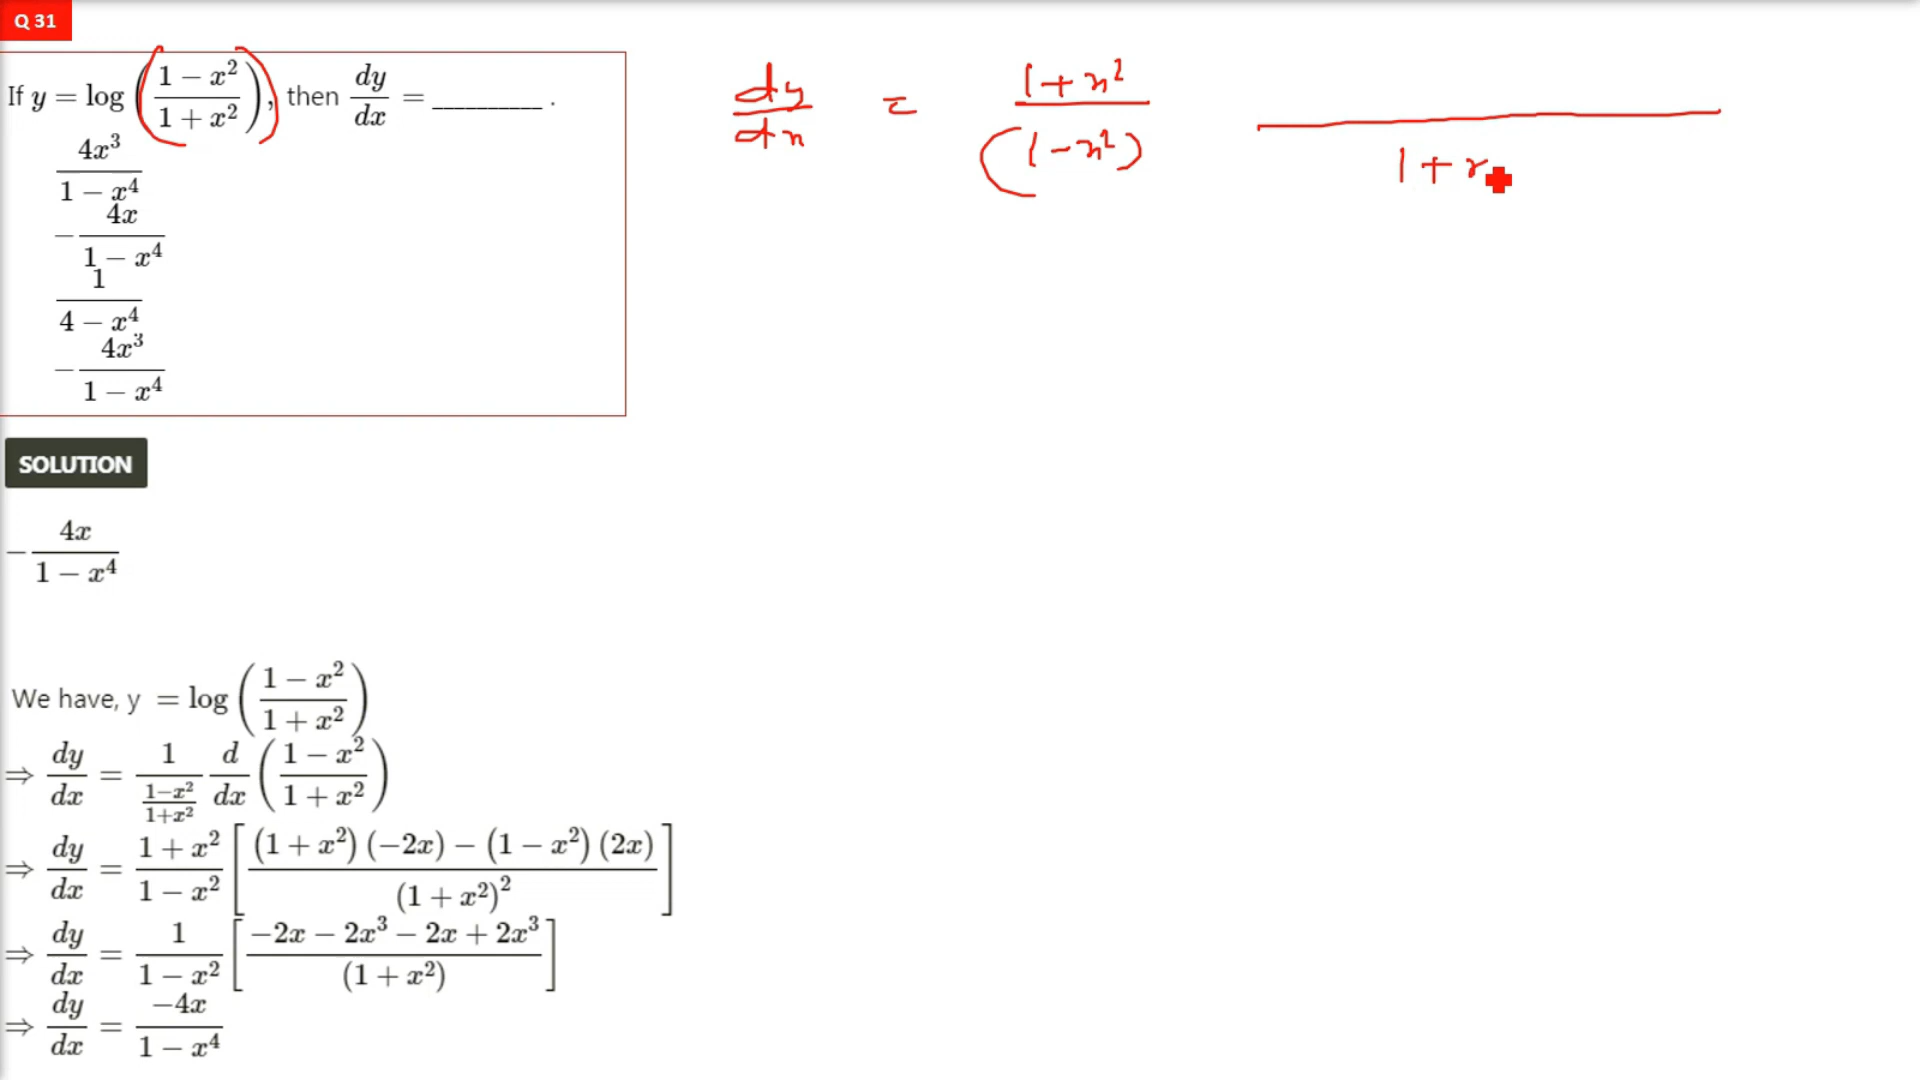 Q 31
If y = log ((1 − x²)/(1 + x²)), then dy/dx = __________ .
4x³/(1 − x⁴)
−4x/(1 − x⁴)
1/(4 − x⁴)
−4x³/(1 − x⁴)
dy/dx = (1+x²)/(1−x²) ―/1+x
SOLUTION
−4x/(1 − x⁴)
We have, y = log ((1 − x²)/(1 + x²))
⇒ dy/dx = 1/((1−x²)/(1+x²)) d/dx ((1 − x²)/(1 + x²))
⇒ dy/dx = (1 + x²)/(1 − x²) [((1 + x²) (−2x) − (1 − x²) (2x))/(1 + x²)²]
⇒ dy/dx = 1/(1 − x²) [(−2x − 2x³ − 2x + 2x³)/(1 + x²)]
⇒ dy/dx = −4x/(1 − x⁴)